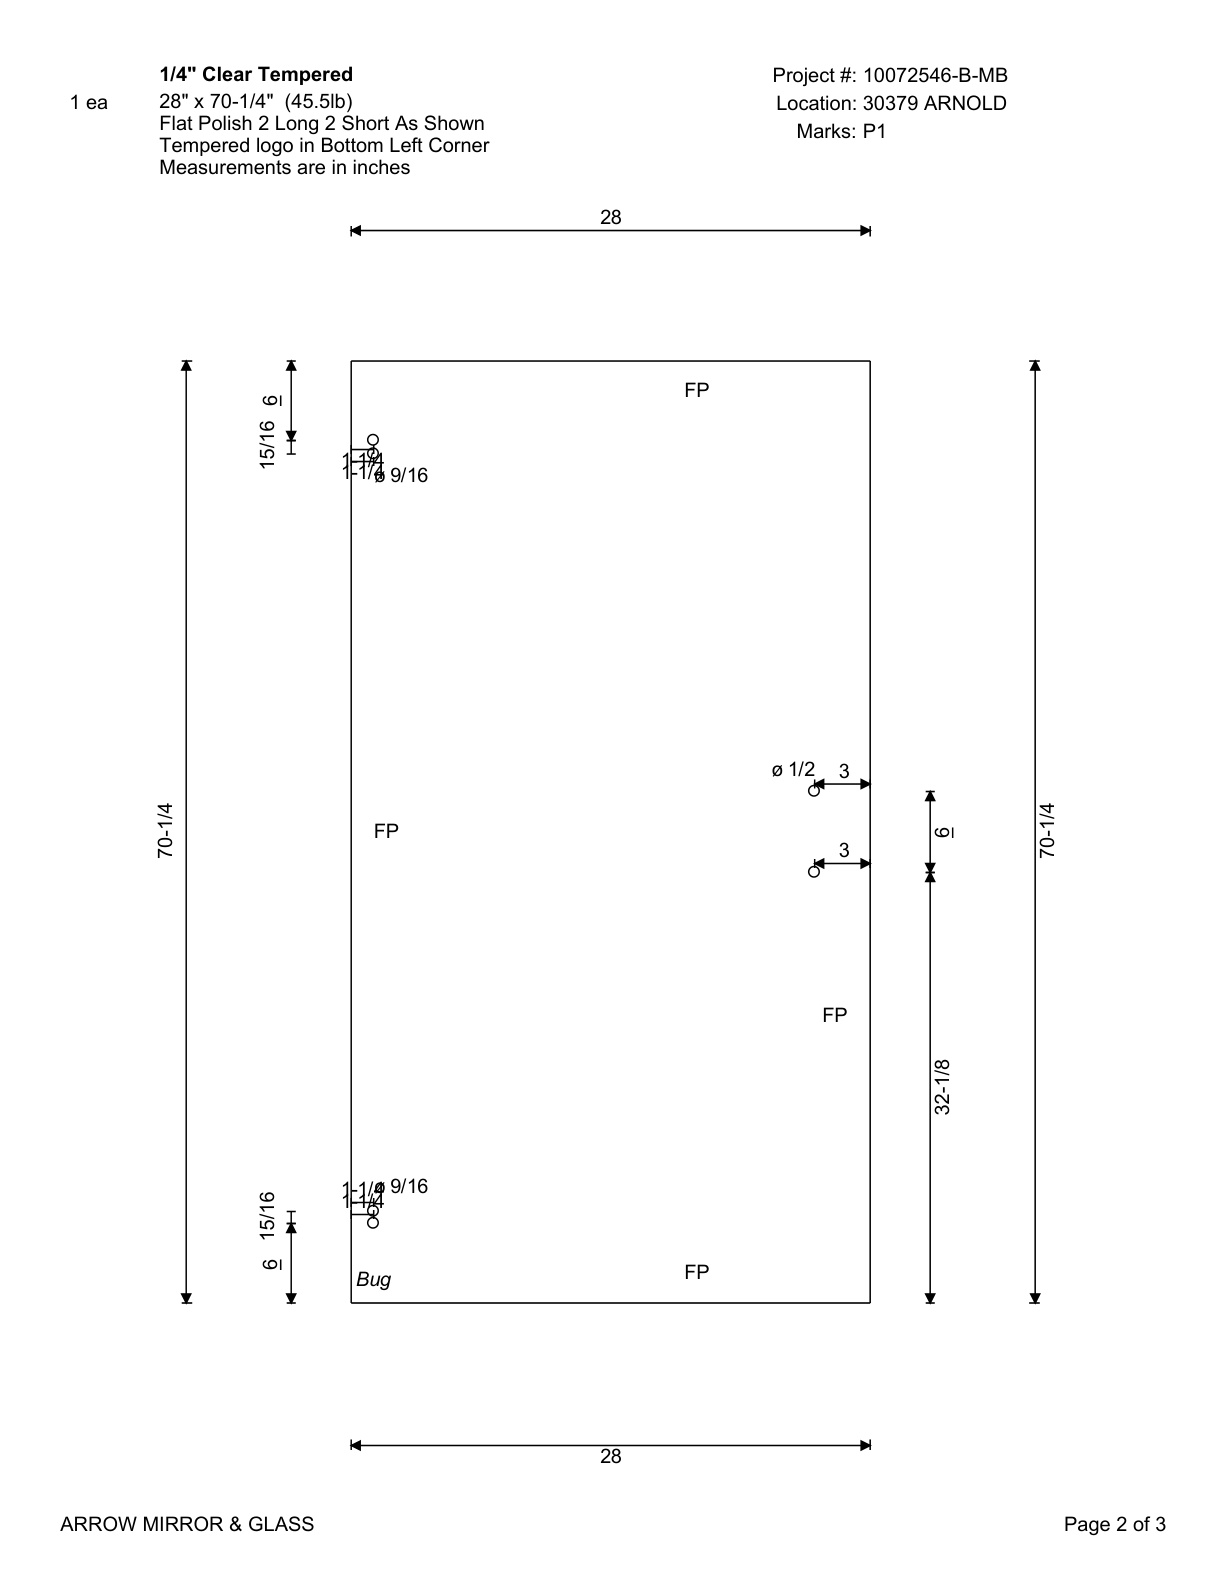 1/4" Clear Tempered
Project #: 10072546-B-MB
1 ea
28" x 70-1/4"  (45.5lb)
Location: 30379 ARNOLD
Flat Polish 2 Long 2 Short As Shown
Marks: P1
Tempered logo in Bottom Left Corner
Measurements are in inches
28
FP
6
15/16
1-1/4
1-1/4
ø 9/16
ø 1/2
3
70-1/4
FP
6
70-1/4
3
FP
32-1/8
1-1/4
ø 9/16
1-1/4
15/16
6
Bug
FP
28
ARROW MIRROR & GLASS
Page 2 of 3